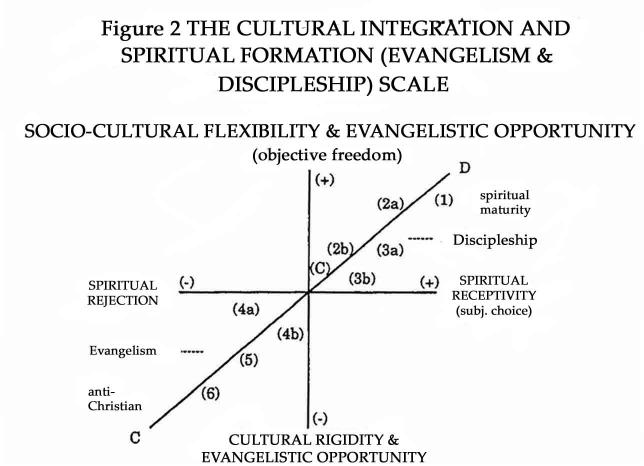 Figure 2 THE CULTURAL INTEGRATION AND
SPIRITUAL FORMATION (EVANGELISM &
DISCIPLESHIP) SCALE
SOCIO-CULTURAL FLEXIBILITY & EVANGELISTIC OPPORTUNITY
(objective freedom)
D
(+)
(2a)
(1)
spiritual
maturity
(2b)
(3a)
Discipleship
(C)
(3b)
SPIRITUAL
REJECTION
(-)
(+)
SPIRITUAL
RECEPTIVITY
(subj. choice)
(4a)
(4b)
Evangelism
(5)
anti-
Christian
(6)
(-)
C
CULTURAL RIGIDITY &
EVANGELISTIC OPPORTUNITY